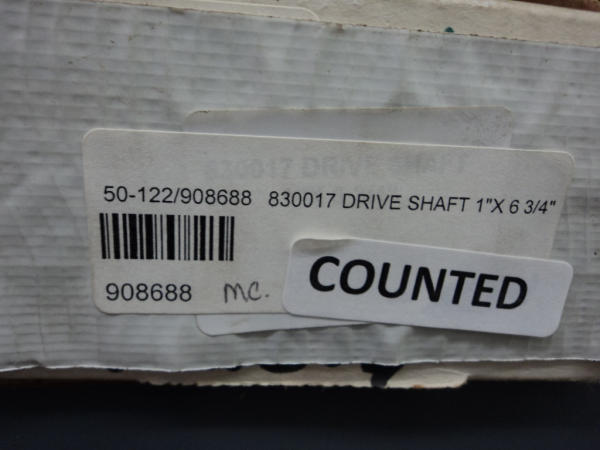 830017 DRIVE SHAFT
50-122/908688 830017 DRIVE SHAFT 1"X 6 3/4"
908688 MC.
COUNTED